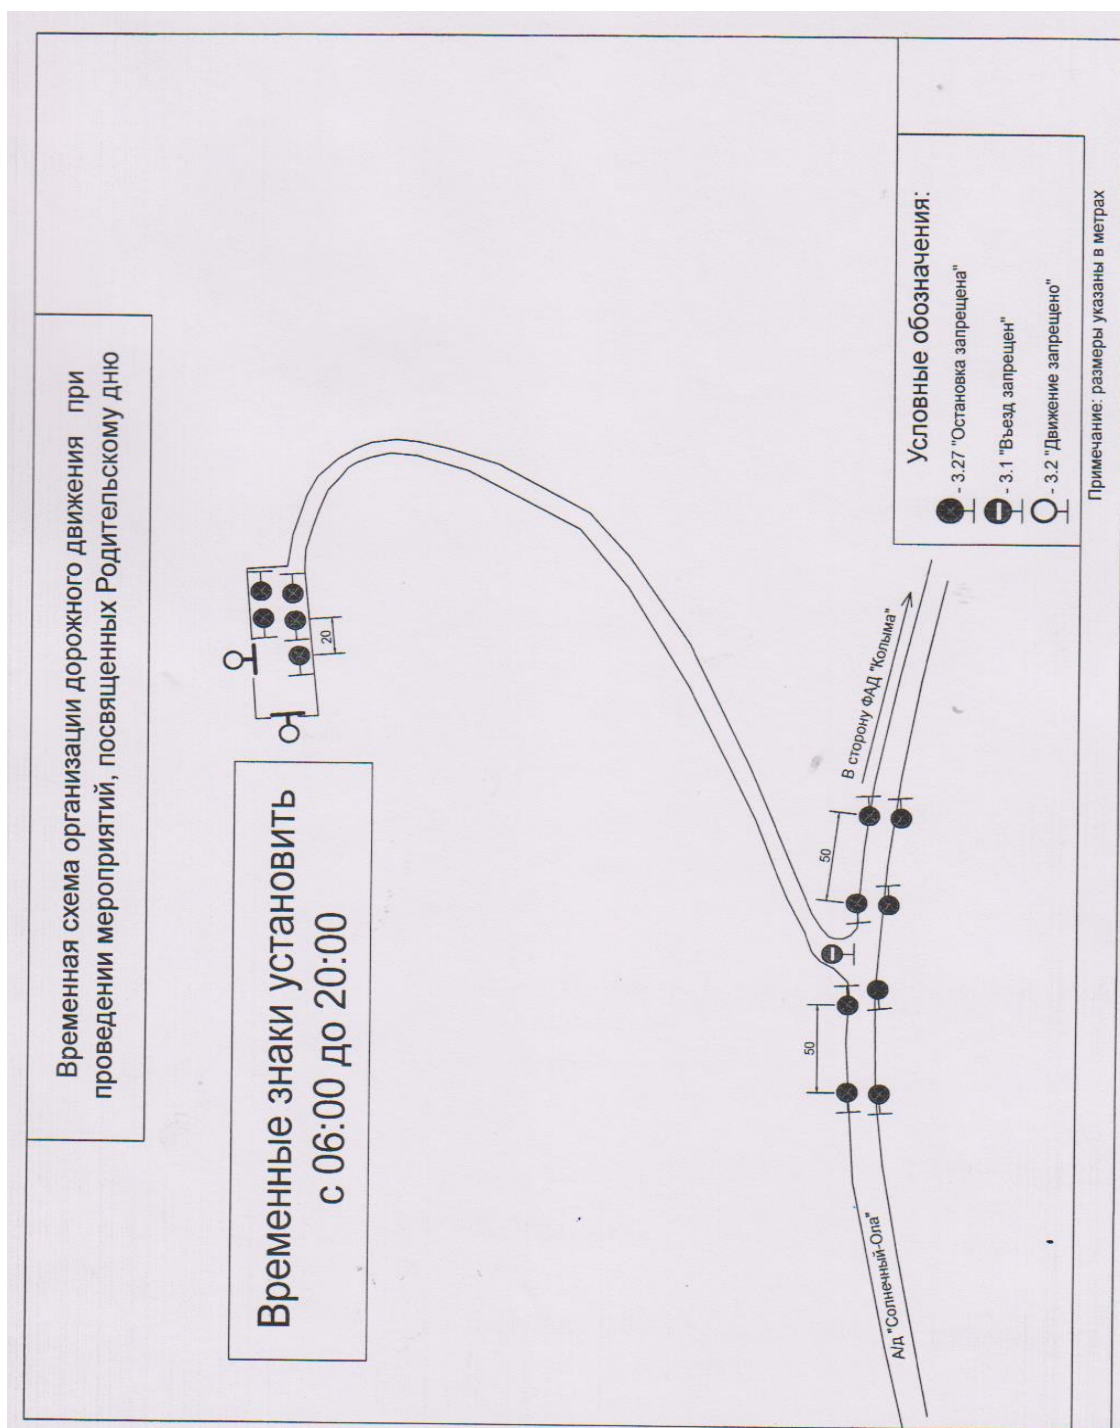 Временная схема организации дорожного движения при
проведении мероприятий, посвященных Родительскому дню
Временные знаки установить
с 06:00 до 20:00
20
50
50
В сторону ФАД "Колыма"
А/д "Солнечный-Ола"
Условные обозначения:
- 3.27 "Остановка запрещена"
- 3.1 "Въезд запрещен"
- 3.2 "Движение запрещено"
Примечание: размеры указаны в метрах